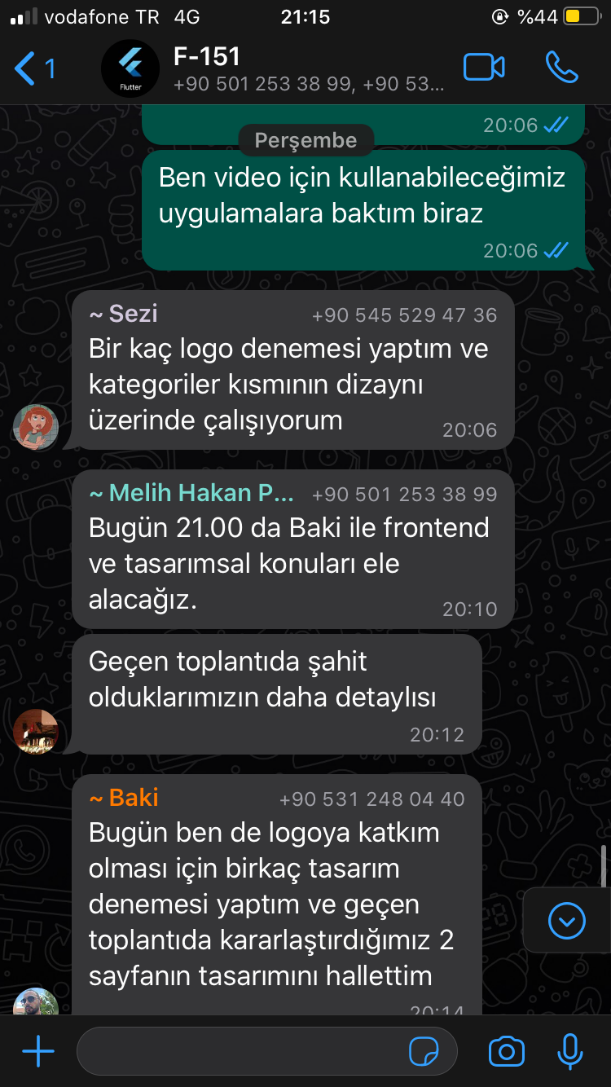 vodafone TR 4G 21:15 %44
1 F-151
+90 501 253 38 99, +90 53...
Flutter
20:06
Perşembe
Ben video için kullanabileceğimiz
uygulamalara baktım biraz
20:06
~ Sezi +90 545 529 47 36
Bir kaç logo denemesi yaptım ve
kategoriler kısmının dizaynı
üzerinde çalışıyorum
20:06
~ Melih Hakan P... +90 501 253 38 99
Bugün 21.00 da Baki ile frontend
ve tasarımsal konuları ele
alacağız.
20:10
Geçen toplantıda şahit
olduklarımızın daha detaylısı
20:12
~ Baki +90 531 248 04 40
Bugün ben de logoya katkım
olması için birkaç tasarım
denemesi yaptım ve geçen
toplantıda kararlaştırdığımız 2
sayfanın tasarımını hallettim
20:14